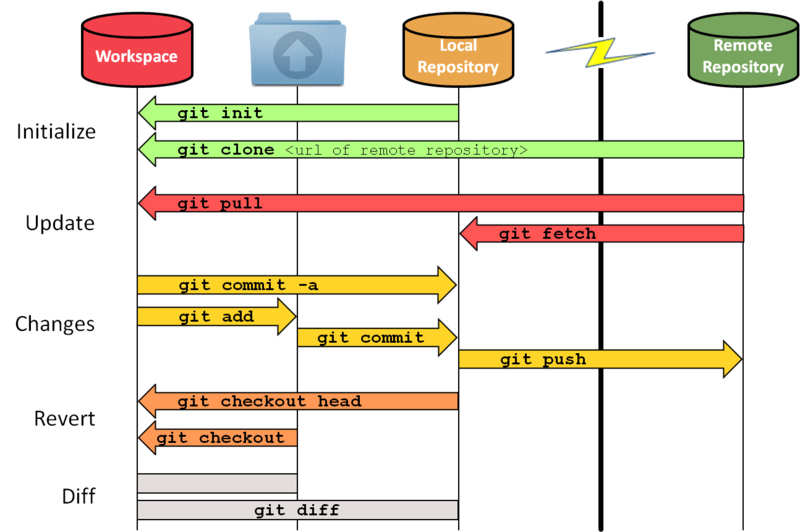 Workspace
Local
Repository
Remote
Repository
Initialize
git init
git clone <url of remote repository>
Update
git pull
git fetch
Changes
git commit -a
git add
git commit
git push
Revert
git checkout head
git checkout
Diff
git diff